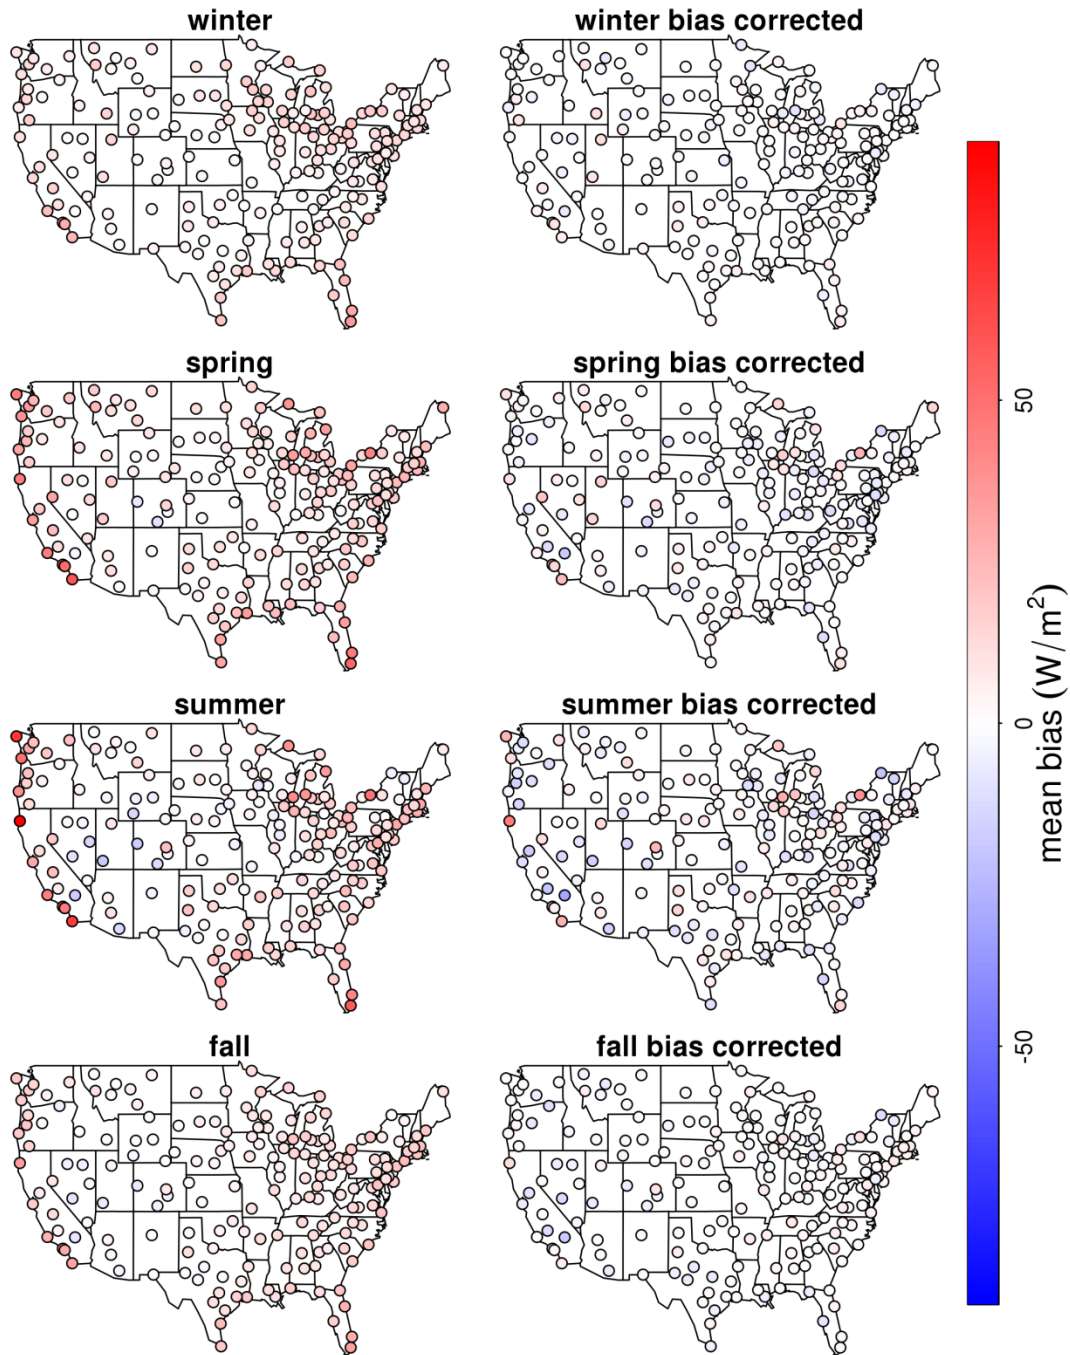 winter
winter bias corrected
spring
spring bias corrected
summer
summer bias corrected
fall
fall bias corrected
50
0
-50
mean bias (W/m²)